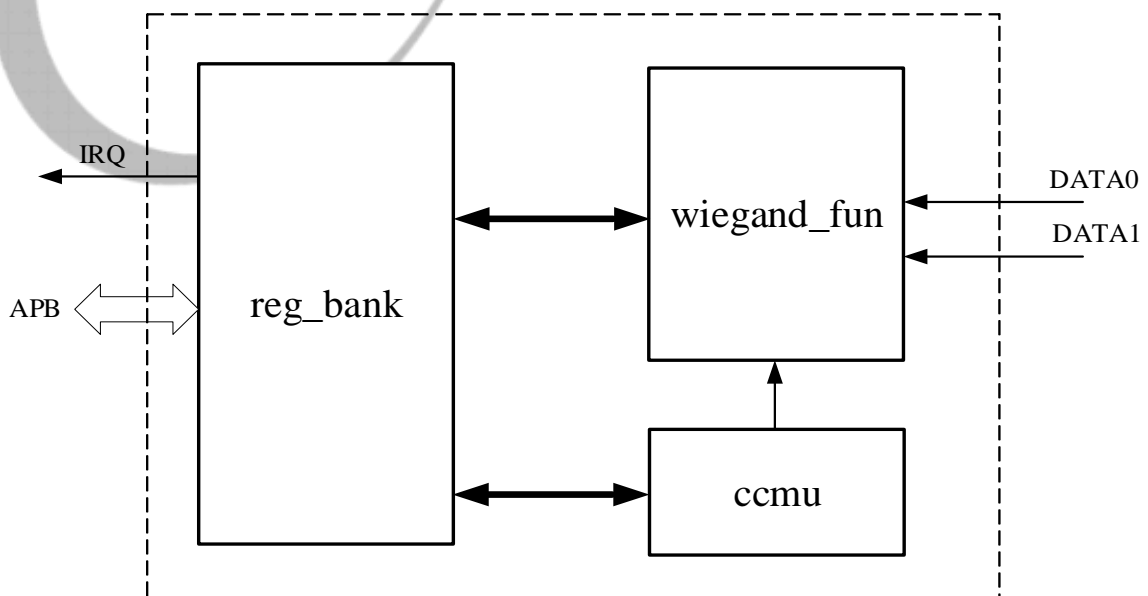 IRQ
DATA0
wiegand_fun
DATA1
APB
reg_bank
ccmu